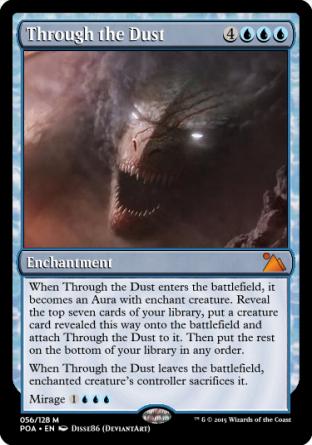 Through the Dust 4
Enchantment
When Through the Dust enters the battlefield, it
becomes an Aura with enchant creature. Reveal
the top seven cards of your library, put a creature
card revealed this way onto the battlefield and
attach Through the Dust to it. Then put the rest
on the bottom of your library in any order.
When Through the Dust leaves the battlefield,
enchanted creature's controller sacrifices it.
Mirage 1
056/128 M
POA • EN Disse86 (DeviantArt)
™ & © 2015 Wizards of the Coast